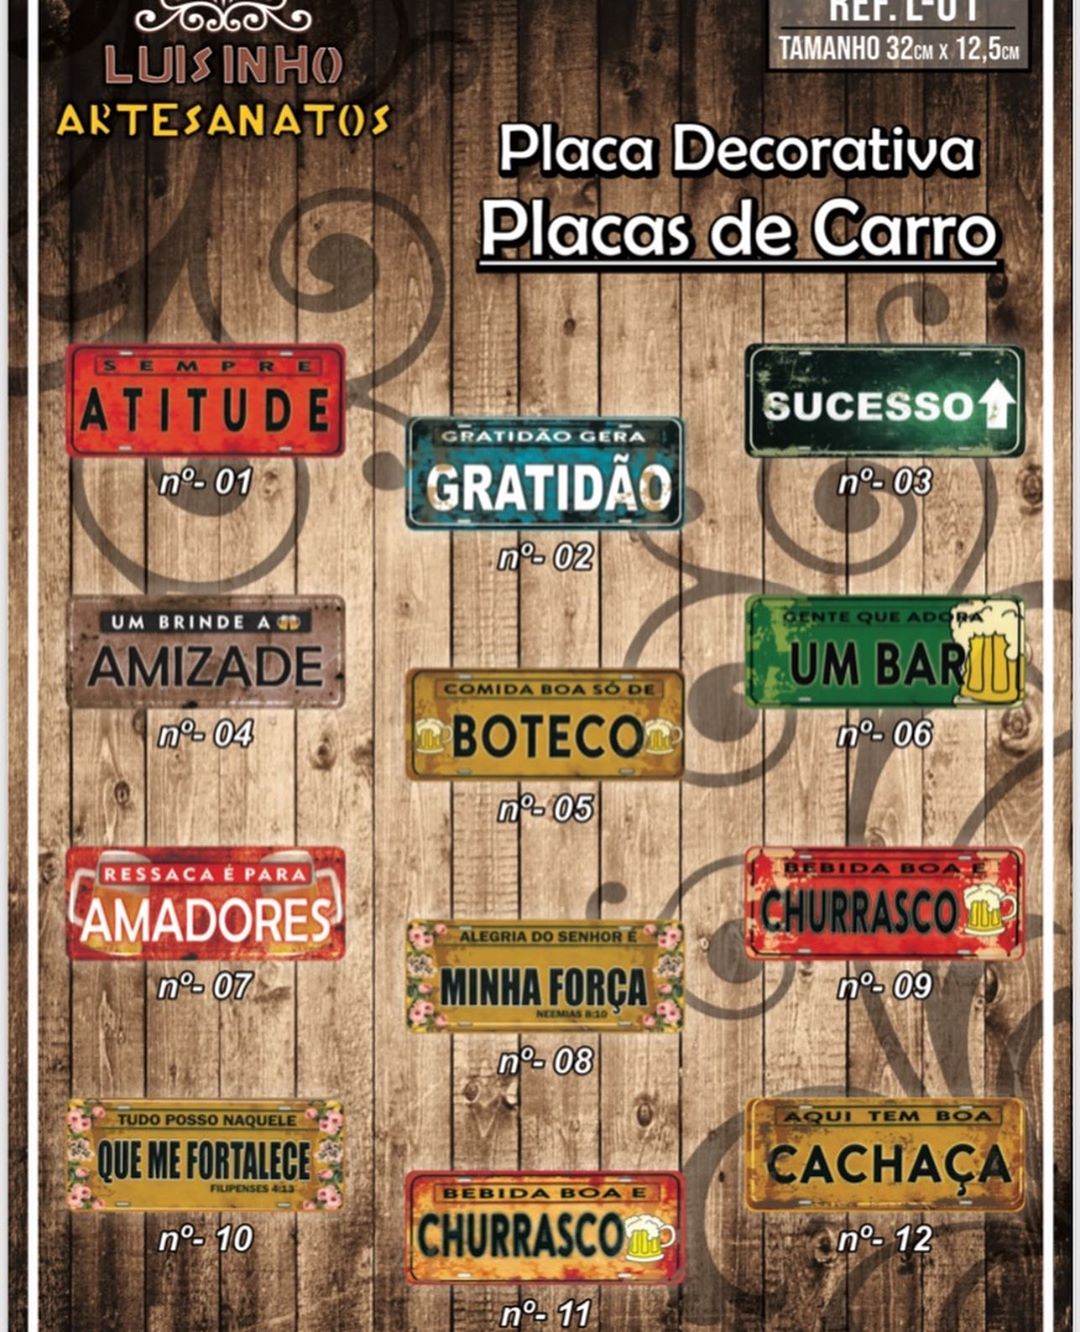 LUISINHO
ARTESANATOS
REF. L-01
TAMANHO 32CM X 12,5CM
Placa Decorativa
Placas de Carro
SEMPRE
ATITUDE
nº- 01
GRATIDÃO GERA
GRATIDÃO
nº- 02
SUCESSO
nº- 03
UM BRINDE A
AMIZADE
nº- 04
COMIDA BOA SÓ DE
BOTECO
nº- 05
GENTE QUE ADORA
UM BAR
nº- 06
RESSACA É PARA
AMADORES
nº- 07
ALEGRIA DO SENHOR É
MINHA FORÇA
NEEMIAS 8:10
nº- 08
BEBIDA BOA E
CHURRASCO
nº- 09
TUDO POSSO NAQUELE
QUE ME FORTALECE
FILIPENSES 4:13
nº- 10
BEBIDA BOA E
CHURRASCO
nº- 11
AQUI TEM BOA
CACHAÇA
nº- 12